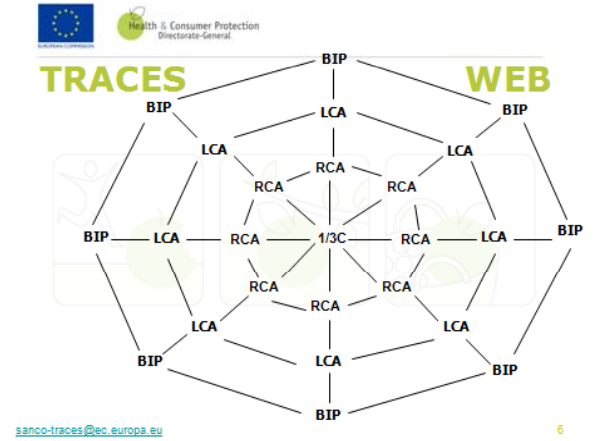 EUROPEAN COMMISSION
Health & Consumer Protection
Directorate-General
TRACES WEB
BIP
BIP BIP
LCA
LCA LCA
RCA
RCA RCA
BIP LCA RCA 1/3C RCA LCA BIP
RCA RCA
RCA
LCA LCA
LCA
BIP BIP
BIP
sanco-traces@ec.europa.eu 6